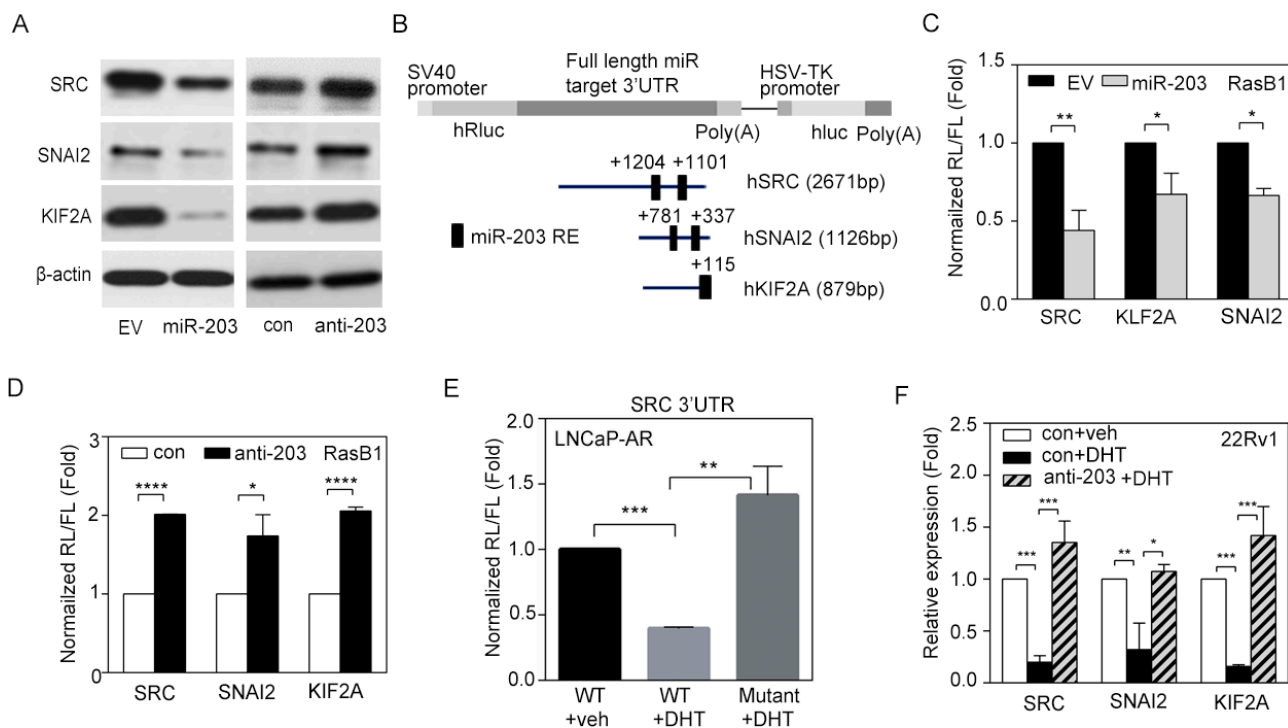 A
SRC
SNAI2
KIF2A
β-actin
EV miR-203 con anti-203
B
SV40 promoter
Full length miR target 3'UTR
HSV-TK promoter
hRluc Poly(A) hluc Poly(A)
+1204 +1101
hSRC (2671bp)
+781 +337
miR-203 RE
hSNAI2 (1126bp)
+115
hKIF2A (879bp)
C
EV miR-203 RasB1
Normailzed RL/FL (Fold)
1.5
1.0
0.5
0.0
** * *
SRC KLF2A SNAI2
D
con anti-203 RasB1
Normailzed RL/FL (Fold)
3
2
1
0
**** * ****
SRC SNAI2 KIF2A
E
SRC 3'UTR
LNCaP-AR
Normailzed RL/FL (Fold)
2.0
1.5
1.0
0.5
0.0
*** **
WT +veh
WT +DHT
Mutant +DHT
F
con+veh
con+DHT
anti-203 +DHT
22Rv1
Relative expression (Fold)
2.5
2.0
1.5
1.0
0.5
0
*** *** ** * *** ***
SRC SNAI2 KIF2A